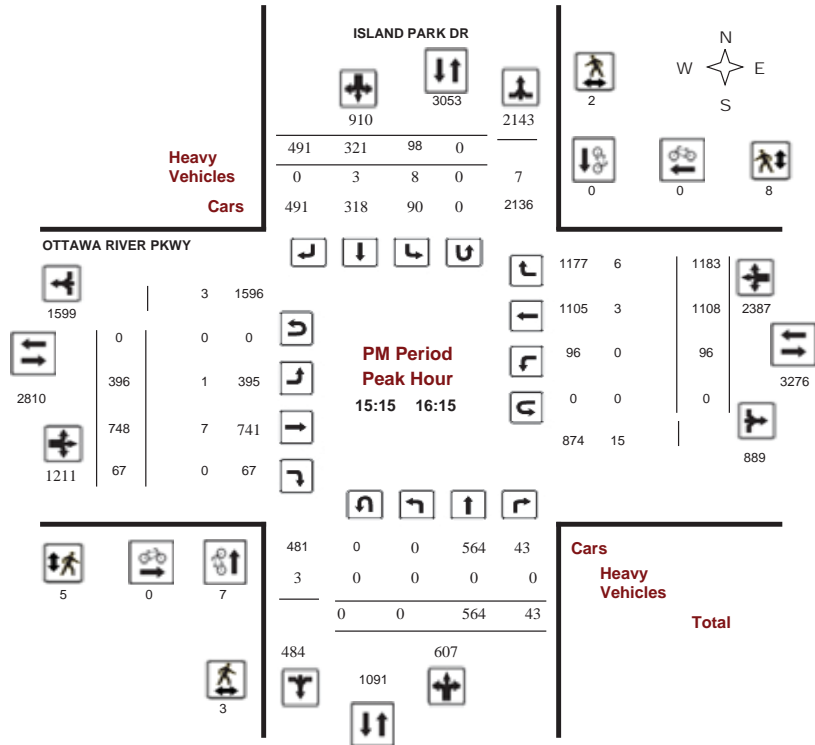 ISLAND PARK DR
N
W E
S
3053
2
910 2143
491 321 98 0
Heavy
Vehicles
0 3 8 0 7
0 0 8
Cars
491 318 90 0 2136
OTTAWA RIVER PKWY
1177 6 1183
3 1596
1599
1105 3 1108 2387
0 0 0
PM Period
Peak Hour
96 0 96
3276
396 1 395
2810
15:15 16:15
0 0 0
748 7 741
874 15
889
1211
67 0 67
481 0 0 564 43
Cars
3 0 0 0 0
Heavy
Vehicles
5 0 7
0 0 564 43
Total
484 607
1091
3